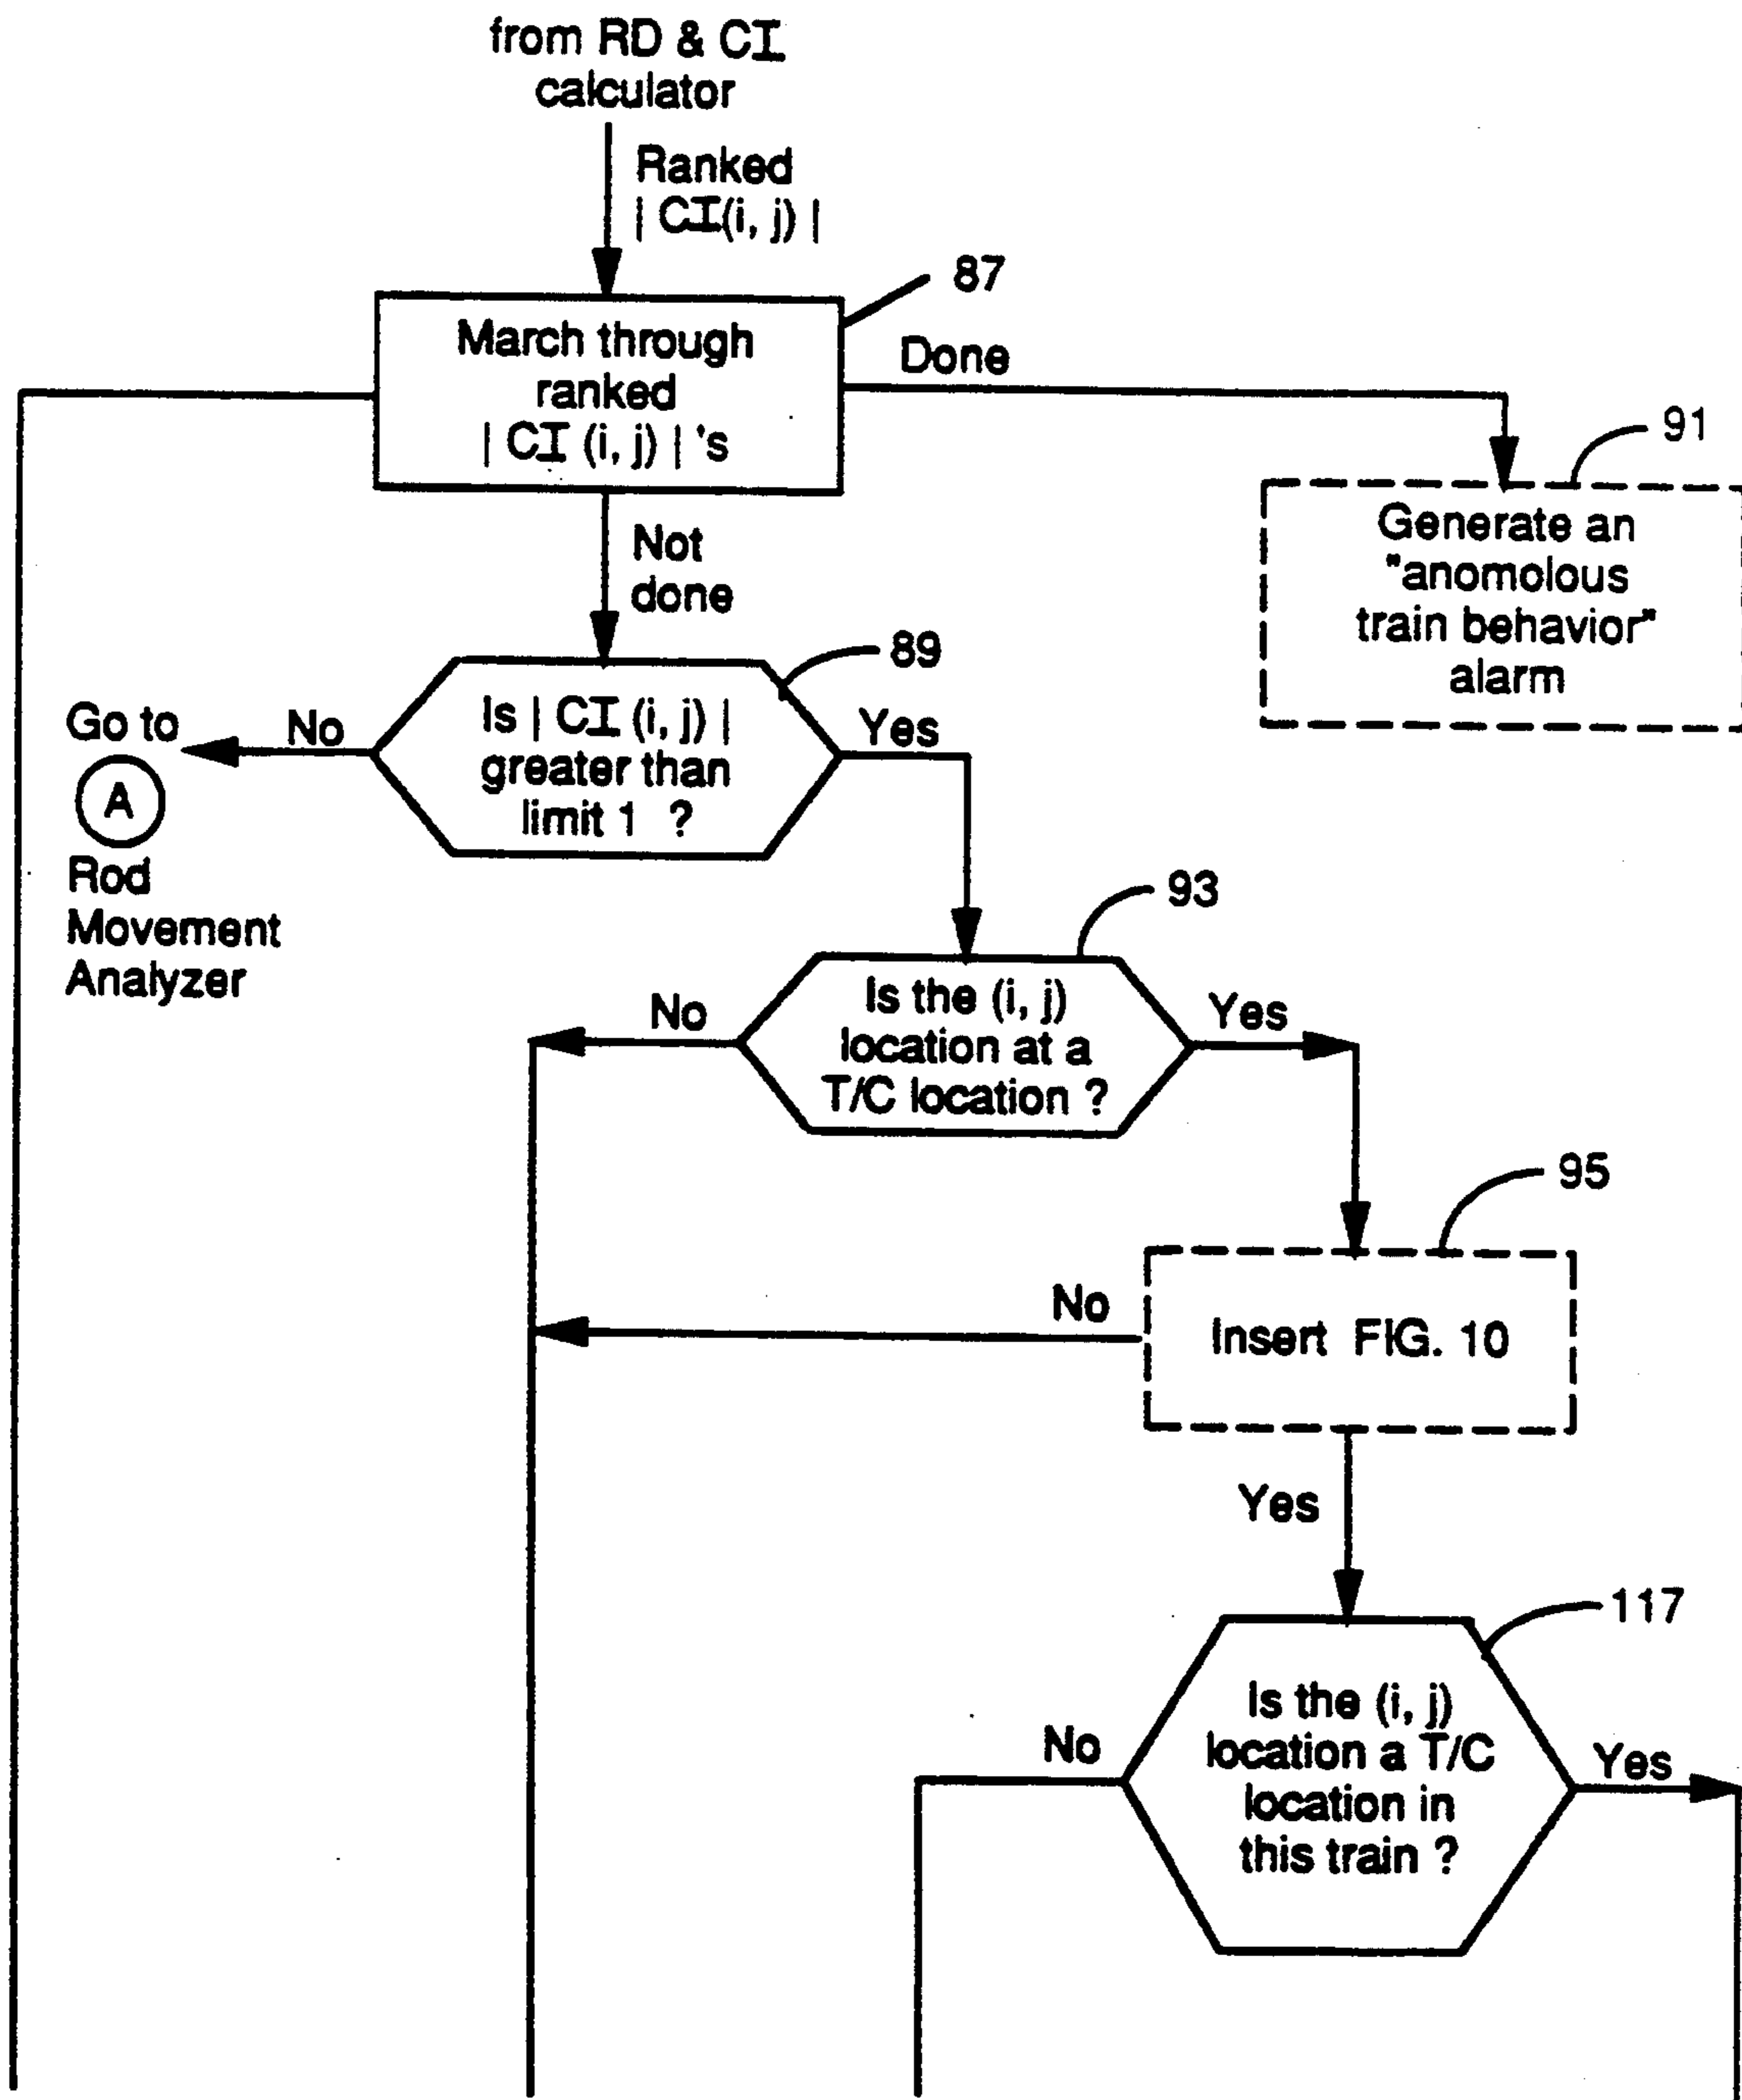 from RD & CI
calculator
Ranked
| CI(i, j) |
87
March through
ranked
| CI (i, j) | 's
Done
91
Generate an
"anomolous
train behavior"
alarm
Not
done
89
Is | CI (i, j) |
greater than
limit 1 ?
No
Yes
Go to
A
Rod
Movement
Analyzer
93
Is the (i, j)
location at a
T/C location ?
No
Yes
95
Insert FIG. 10
No
Yes
117
Is the (i, j)
location a T/C
location in
this train ?
No
Yes